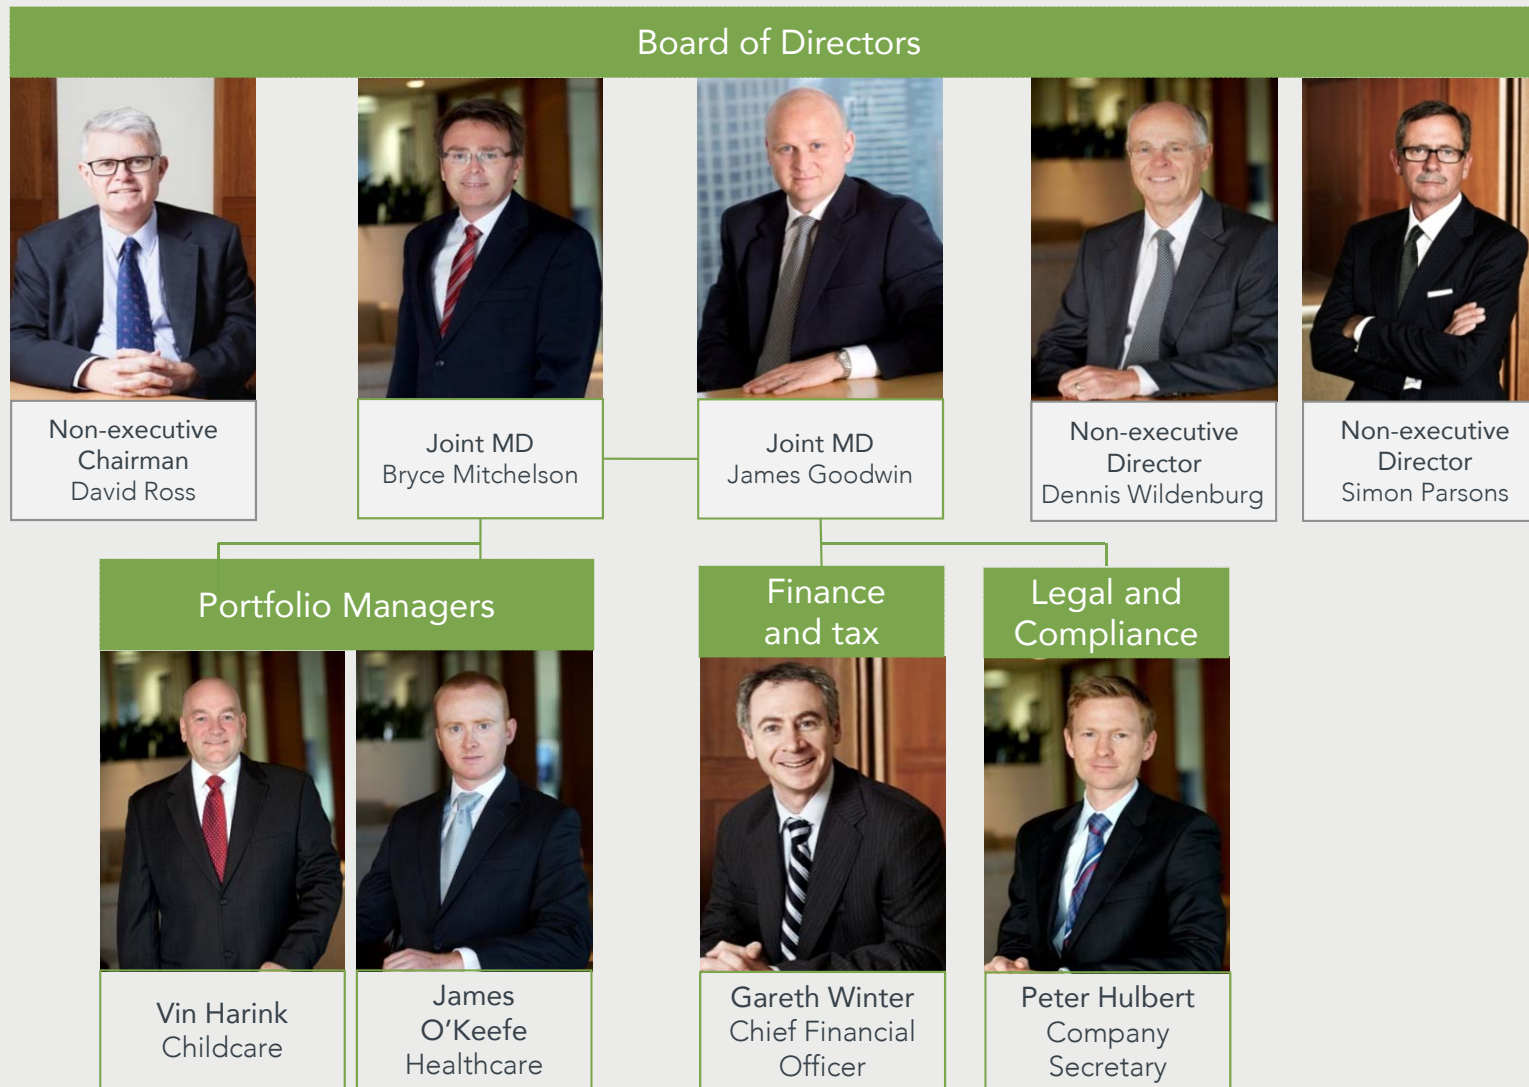 Board of Directors
Non-executive
Chairman
David Ross
Joint MD
Bryce Mitchelson
Joint MD
James Goodwin
Non-executive
Director
Dennis Wildenburg
Non-executive
Director
Simon Parsons
Portfolio Managers
Finance
and tax
Legal and
Compliance
Vin Harink
Childcare
James
O’Keefe
Healthcare
Gareth Winter
Chief Financial
Officer
Peter Hulbert
Company
Secretary